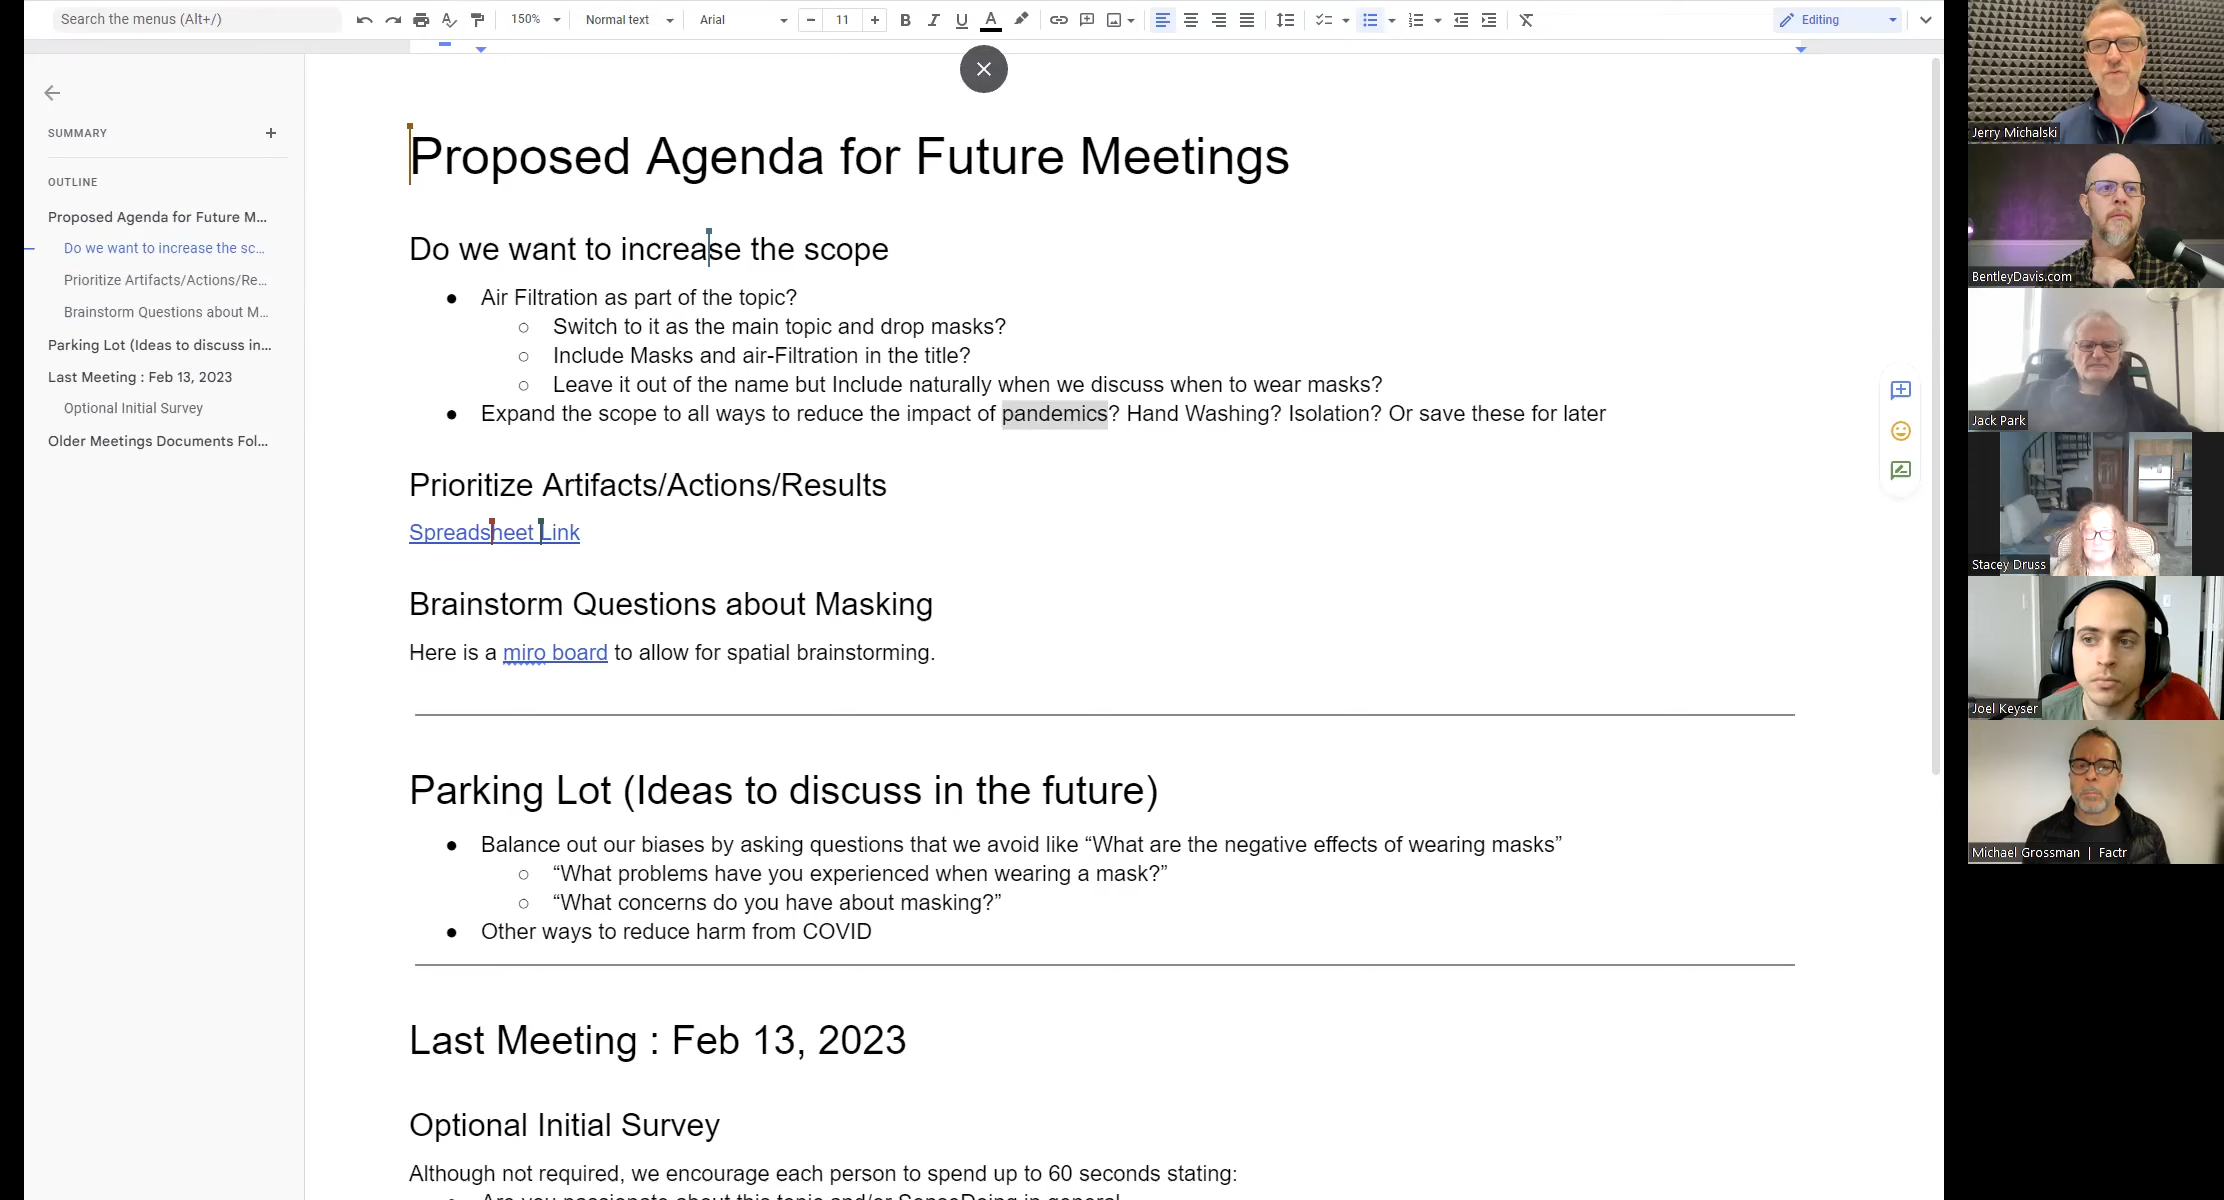 Search the menus (Alt+/)
150%
Normal text
Arial
11
Editing
SUMMARY
OUTLINE
Proposed Agenda for Future M...
Do we want to increase the sc...
Prioritize Artifacts/Actions/Re...
Brainstorm Questions about M...
Parking Lot (Ideas to discuss in...
Last Meeting : Feb 13, 2023
Optional Initial Survey
Older Meetings Documents Fol...
Proposed Agenda for Future Meetings
Do we want to increase the scope
● Air Filtration as part of the topic?
○ Switch to it as the main topic and drop masks?
○ Include Masks and air-Filtration in the title?
○ Leave it out of the name but Include naturally when we discuss when to wear masks?
● Expand the scope to all ways to reduce the impact of pandemics? Hand Washing? Isolation? Or save these for later
Prioritize Artifacts/Actions/Results
Spreadsheet Link
Brainstorm Questions about Masking
Here is a miro board to allow for spatial brainstorming.
Parking Lot (Ideas to discuss in the future)
● Balance out our biases by asking questions that we avoid like “What are the negative effects of wearing masks”
○ “What problems have you experienced when wearing a mask?”
○ “What concerns do you have about masking?”
● Other ways to reduce harm from COVID
Last Meeting : Feb 13, 2023
Optional Initial Survey
Although not required, we encourage each person to spend up to 60 seconds stating:
Are you passionate about this topic and/or SenseDoing in general
Jerry Michalski
BentleyDavis.com
Jack Park
Stacey Druss
Joel Keyser
Michael Grossman | Factr